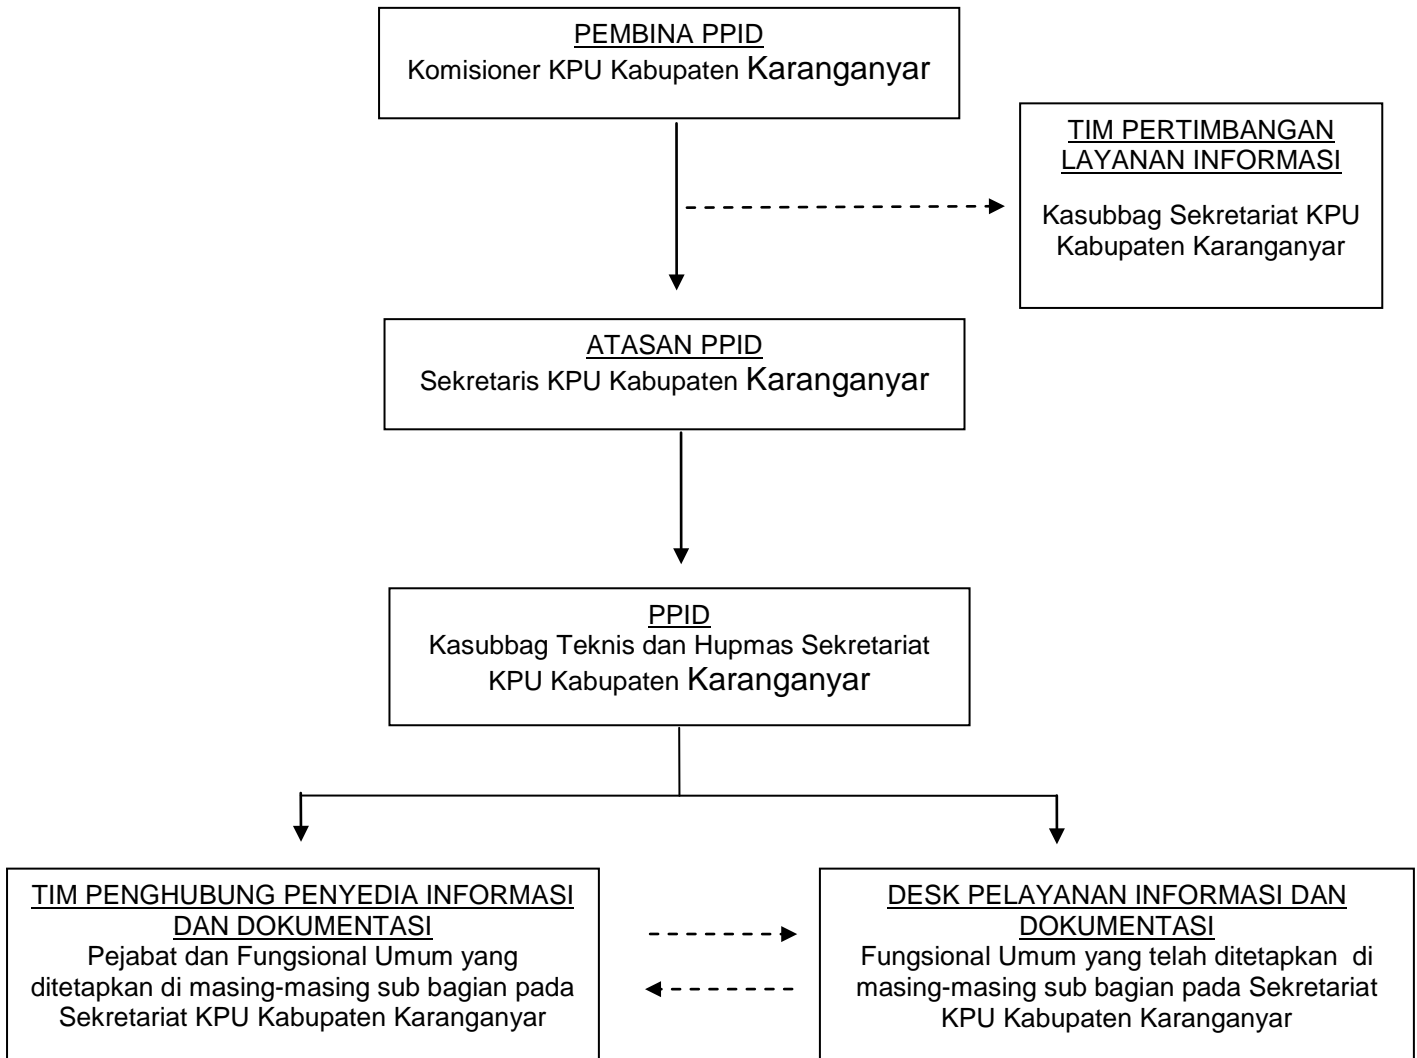 PEMBINA PPID
Komisioner KPU Kabupaten Karanganyar
TIM PERTIMBANGAN
LAYANAN INFORMASI
Kasubbag Sekretariat KPU
Kabupaten Karanganyar
ATASAN PPID
Sekretaris KPU Kabupaten Karanganyar
PPID
Kasubbag Teknis dan Hupmas Sekretariat
KPU Kabupaten Karanganyar
TIM PENGHUBUNG PENYEDIA INFORMASI
DAN DOKUMENTASI
Pejabat dan Fungsional Umum yang
ditetapkan di masing-masing sub bagian pada
Sekretariat KPU Kabupaten Karanganyar
DESK PELAYANAN INFORMASI DAN
DOKUMENTASI
Fungsional Umum yang telah ditetapkan di
masing-masing sub bagian pada Sekretariat
KPU Kabupaten Karanganyar